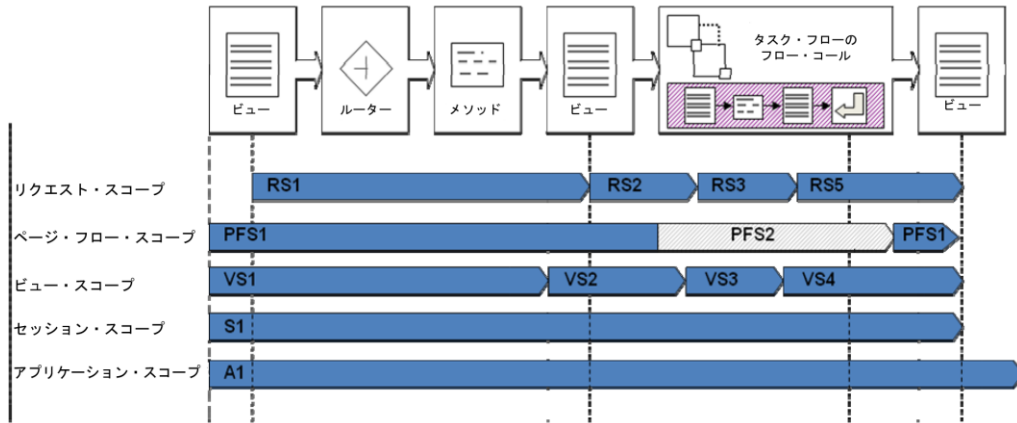 ビュー
ルーター
メソッド
ビュー
タスク・フローの
フロー・コール
ビュー
リクエスト・スコープ
RS1
RS2
RS3
RS5
ページ・フロー・スコープ
PFS1
PFS2
PFS1
ビュー・スコープ
VS1
VS2
VS3
VS4
セッション・スコープ
S1
アプリケーション・スコープ
A1